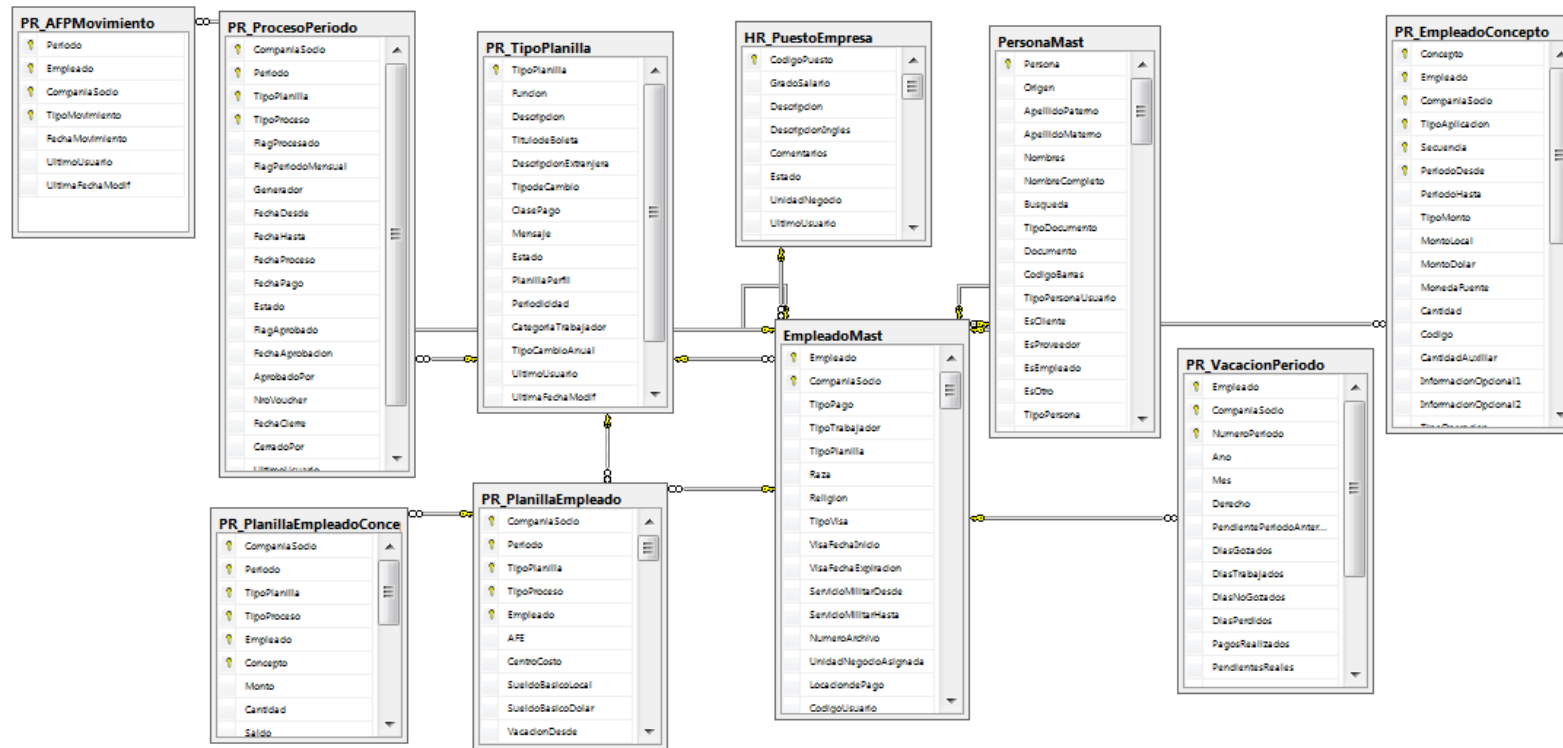 PR_AFPMovimiento
Periodo
Empleado
CompaniaSocio
TipoMovimiento
FechaMovimiento
UltimoUsuario
UltimaFechaModif
PR_ProcesoPeriodo
CompaniaSocio
Periodo
TipoPlanilla
TipoProceso
FlagProcesado
FlagPeriodoMensual
Generador
FechaDesde
FechaHasta
FechaProceso
FechaPago
Estado
FlagAprobado
FechaAprobacion
AprobadoPor
NroVoucher
FechaCierre
CerradoPor
UltimoUsuario
PR_TipoPlanilla
TipoPlanilla
Funcion
Descripcion
TitulodeBoleta
DescripcionExtranjera
TipodeCambio
ClasePago
Mensaje
Estado
PlanillaPerfil
Periodicidad
CategoriaTrabajador
TipoCambioAnual
UltimoUsuario
UltimaFechaModif
HR_PuestoEmpresa
CodigoPuesto
GradoSalario
Descripcion
DescripcionIngles
Comentarios
Estado
UnidadNegocio
UltimoUsuario
PersonaMast
Persona
Origen
ApellidoPaterno
ApellidoMaterno
Nombres
NombreCompleto
Busqueda
TipoDocumento
Documento
CodigoBarras
TipoPersonaUsuario
EsCliente
EsProveedor
EsEmpleado
EsOtro
TipoPersona
PR_EmpleadoConcepto
Concepto
Empleado
CompaniaSocio
TipoAplicacion
Secuencia
PeriodoDesde
PeriodoHasta
TipoMonto
MontoLocal
MontoDolar
MonedaFuente
Cantidad
Codigo
CantidadAuxiliar
InformacionOpcional1
InformacionOpcional2
TipoOperacion
EmpleadoMast
Empleado
CompaniaSocio
TipoPago
TipoTrabajador
TipoPlanilla
Raza
Religion
TipoVisa
VisaFechaInicio
VisaFechaExpiracion
ServicioMilitarDesde
ServicioMilitarHasta
NumeroArchivo
UnidadNegocioAsignada
LocaciondePago
CodigoUsuario
PR_VacacionPeriodo
Empleado
CompaniaSocio
NumeroPeriodo
Ano
Mes
Derecho
PendientePeriodoAnter...
DiasGozados
DiasTrabajados
DiasNoGozados
DiasPerdidos
PagosRealizados
PendientesReales
PR_PlanillaEmpleadoConcep
CompaniaSocio
Periodo
TipoPlanilla
TipoProceso
Empleado
Concepto
Monto
Cantidad
Saldo
PR_PlanillaEmpleado
CompaniaSocio
Periodo
TipoPlanilla
TipoProceso
Empleado
AFE
CentroCosto
SueldoBasicoLocal
SueldoBasicoDolar
VacacionDesde